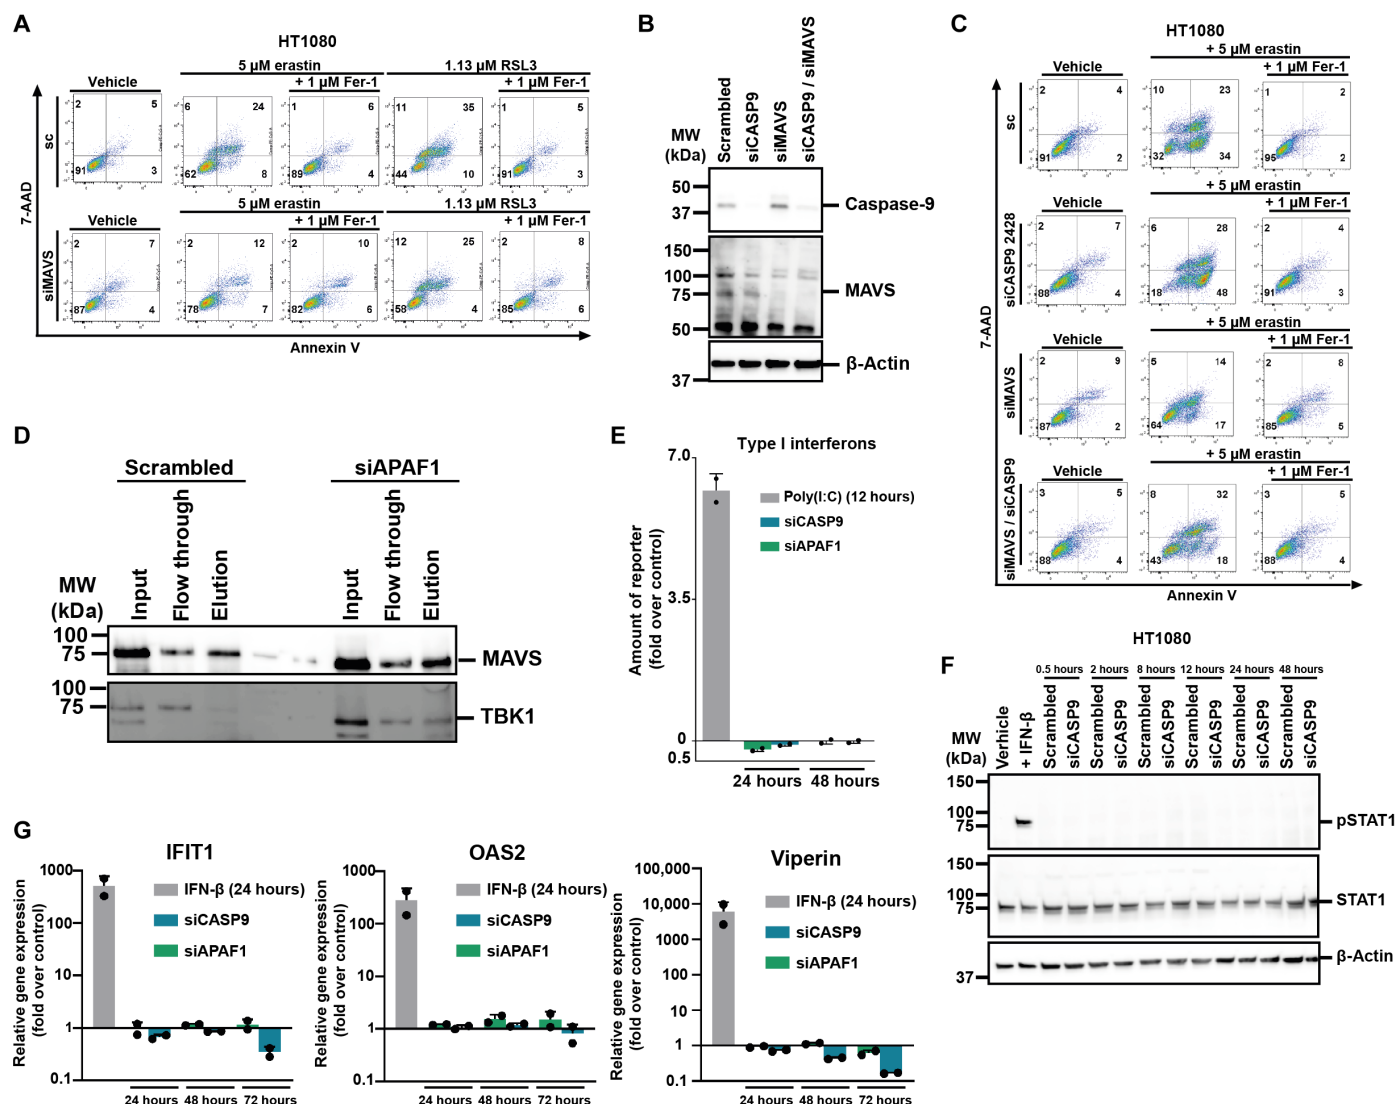 A
HT1080
5 µM erastin
1.13 µM RSL3
Vehicle
+ 1 µM Fer-1
+ 1 µM Fer-1
sc
2 5
91 3
6 24
62 8
1 6
89 4
11 35
44 10
1 5
91 3
5 µM erastin
1.13 µM RSL3
Vehicle
+ 1 µM Fer-1
+ 1 µM Fer-1
siMAVS
2 7
87 4
2 12
78 7
2 10
82 6
12 25
58 4
2 8
85 6
7-AAD
Annexin V
B
Scrambled
siCASP9
siMAVS
siCASP9 / siMAVS
MW
(kDa)
50
37
Caspase-9
150
100
75
50
MAVS
37
β-Actin
C
HT1080
+ 5 µM erastin
Vehicle
+ 1 µM Fer-1
sc
2 4
91 2
10 23
32 34
1 2
95 2
+ 5 µM erastin
Vehicle
+ 1 µM Fer-1
siCASP9 2428
2 7
88 4
6 28
18 48
2 4
91 3
+ 5 µM erastin
Vehicle
+ 1 µM Fer-1
siMAVS
2 9
87 2
5 14
64 17
2 8
85 5
+ 5 µM erastin
Vehicle
+ 1 µM Fer-1
siMAVS / siCASP9
3 5
88 4
8 32
43 18
3 5
88 4
7-AAD
Annexin V
D
Scrambled
siAPAF1
Input
Flow through
Elution
Input
Flow through
Elution
MW
(kDa)
100
75
MAVS
100
75
TBK1
E
Type I interferons
Amount of reporter
(fold over control)
7.0
3.5
0
0.5
Poly(I:C) (12 hours)
siCASP9
siAPAF1
24 hours
48 hours
F
HT1080
0.5 hours
2 hours
8 hours
12 hours
24 hours
48 hours
Verhicle
+ IFN-β
Scrambled
siCASP9
Scrambled
siCASP9
Scrambled
siCASP9
Scrambled
siCASP9
Scrambled
siCASP9
Scrambled
siCASP9
MW
(kDa)
150
100
75
pSTAT1
150
100
75
STAT1
37
β-Actin
G
IFIT1
Relative gene expression
(fold over control)
1000
100
10
1
0.1
IFN-β (24 hours)
siCASP9
siAPAF1
24 hours
48 hours
72 hours
OAS2
Relative gene expression
(fold over control)
1000
100
10
1
0.1
IFN-β (24 hours)
siCASP9
siAPAF1
24 hours
48 hours
72 hours
Viperin
Relative gene expression
(fold over control)
100,000
10,000
1000
100
10
1
0.1
IFN-β (24 hours)
siCASP9
siAPAF1
24 hours
48 hours
72 hours